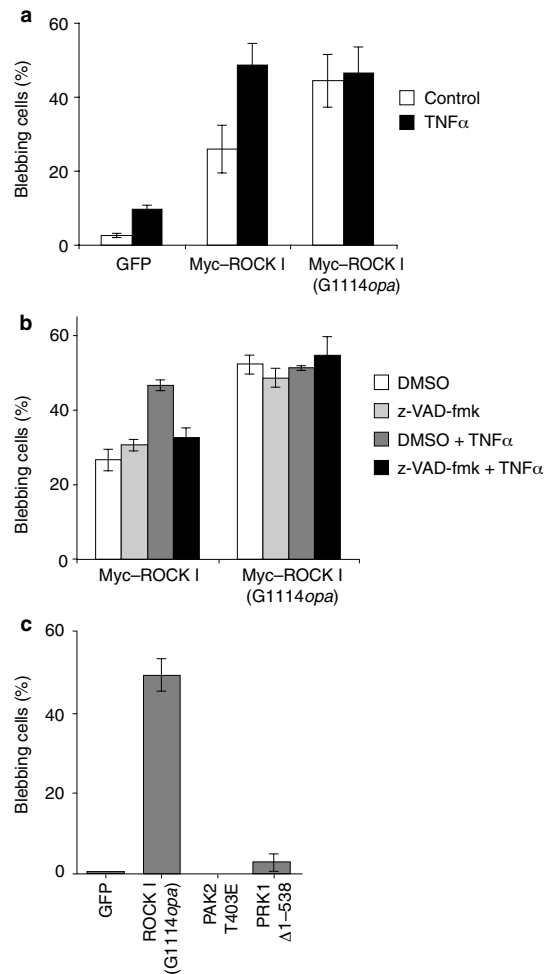 a
Blebbing cells (%)
60
40
20
0
GFP
Myc–ROCK I
Myc–ROCK I
(G1114opa)
Control
TNFα
b
Blebbing cells (%)
60
40
20
0
Myc–ROCK I
Myc–ROCK I
(G1114opa)
DMSO
z-VAD-fmk
DMSO + TNFα
z-VAD-fmk + TNFα
c
Blebbing cells (%)
60
40
20
0
GFP
ROCK I
(G1114opa)
PAK2
T403E
PRK1
Δ1–538